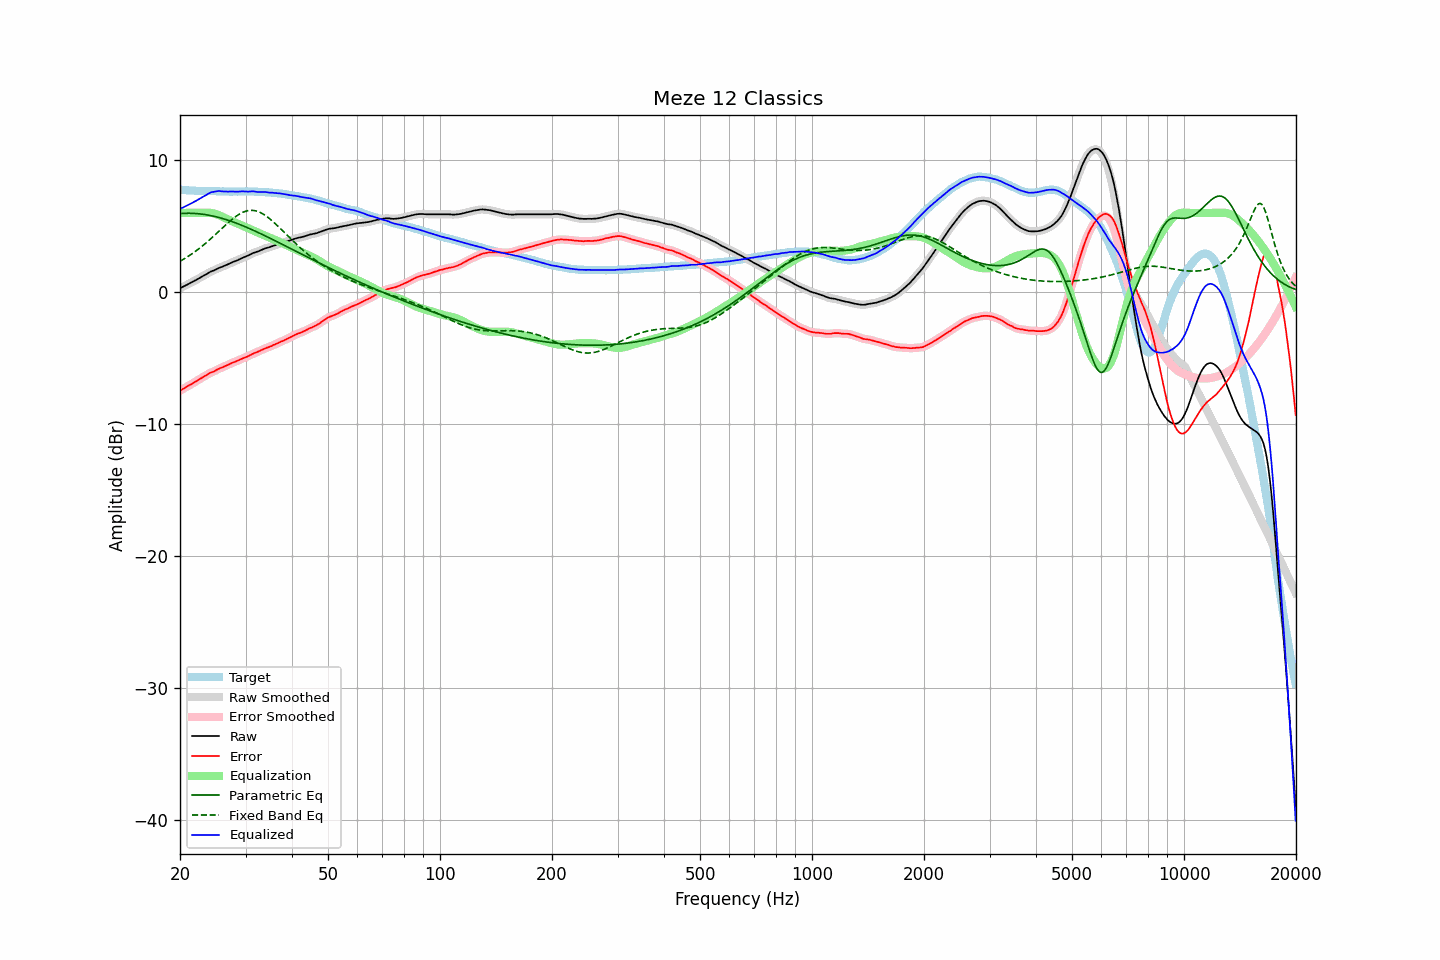 Meze 12 Classics
10
0
−10
−20
−30
−40
Amplitude (dBr)
Target
Raw Smoothed
Error Smoothed
Raw
Error
Equalization
Parametric Eq
Fixed Band Eq
Equalized
20 50 100 200 500 1000 2000 5000 10000 20000
Frequency (Hz)